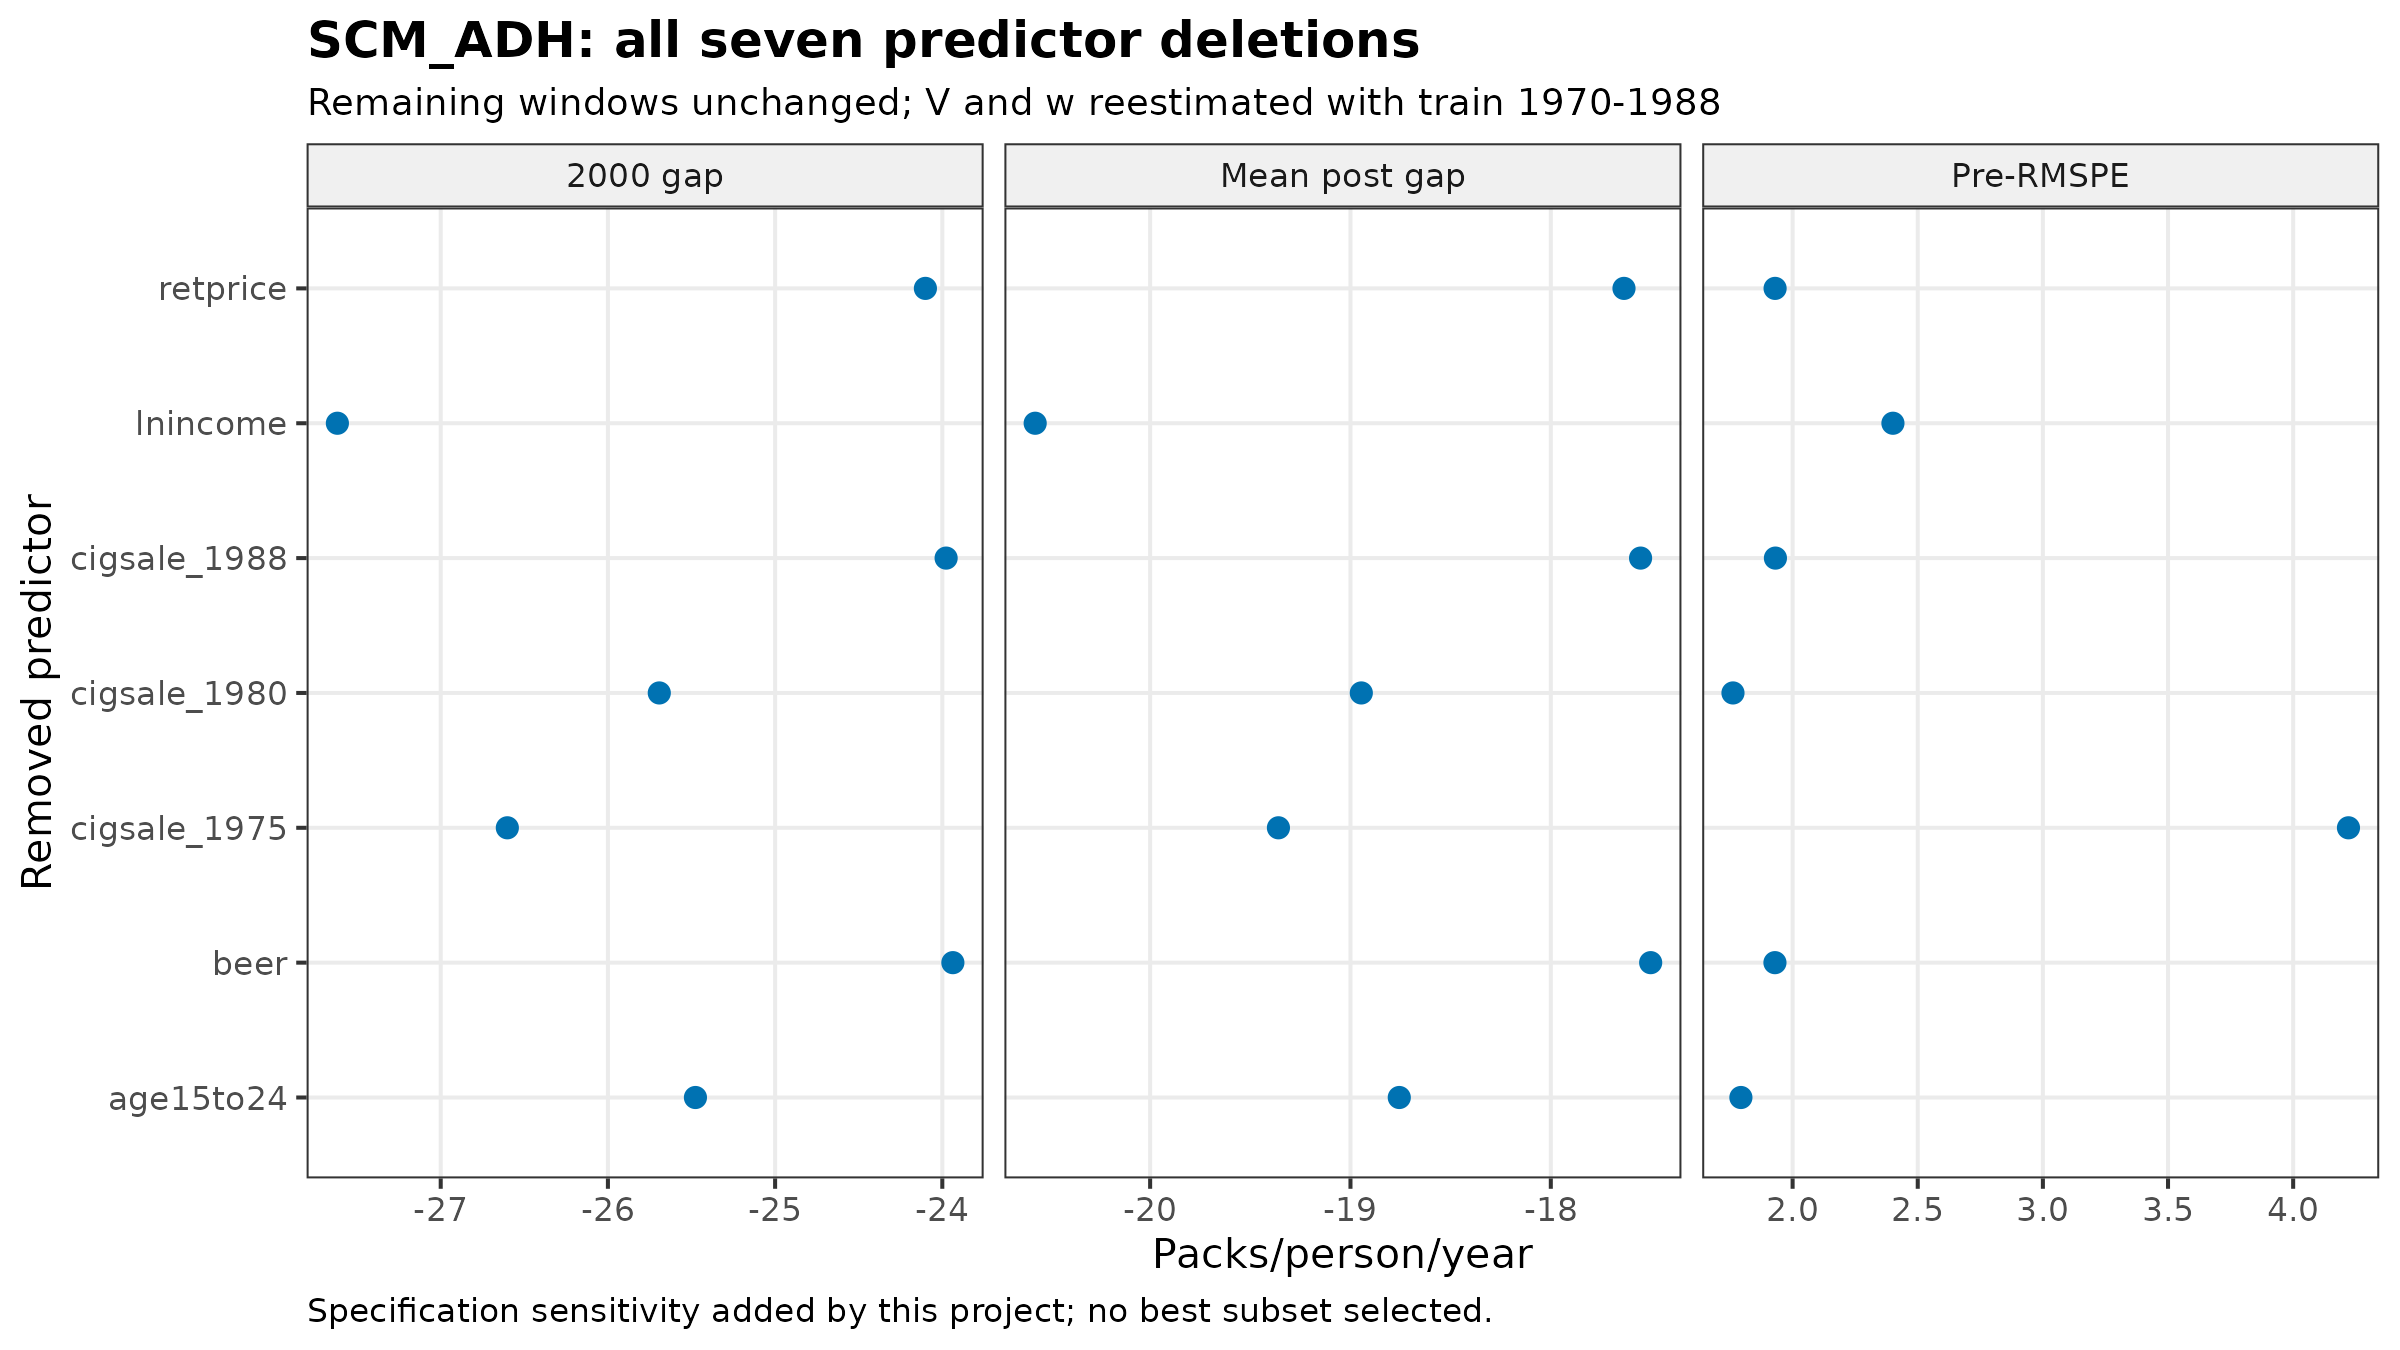 SCM_ADH: all seven predictor deletions
Remaining windows unchanged; V and w reestimated with train 1970-1988
2000 gap
Mean post gap
Pre-RMSPE
Removed predictor
retprice
lnincome
cigsale_1988
cigsale_1980
cigsale_1975
beer
age15to24
-27 -26 -25 -24
-20 -19 -18
2.0 2.5 3.0 3.5 4.0
Packs/person/year
Specification sensitivity added by this project; no best subset selected.